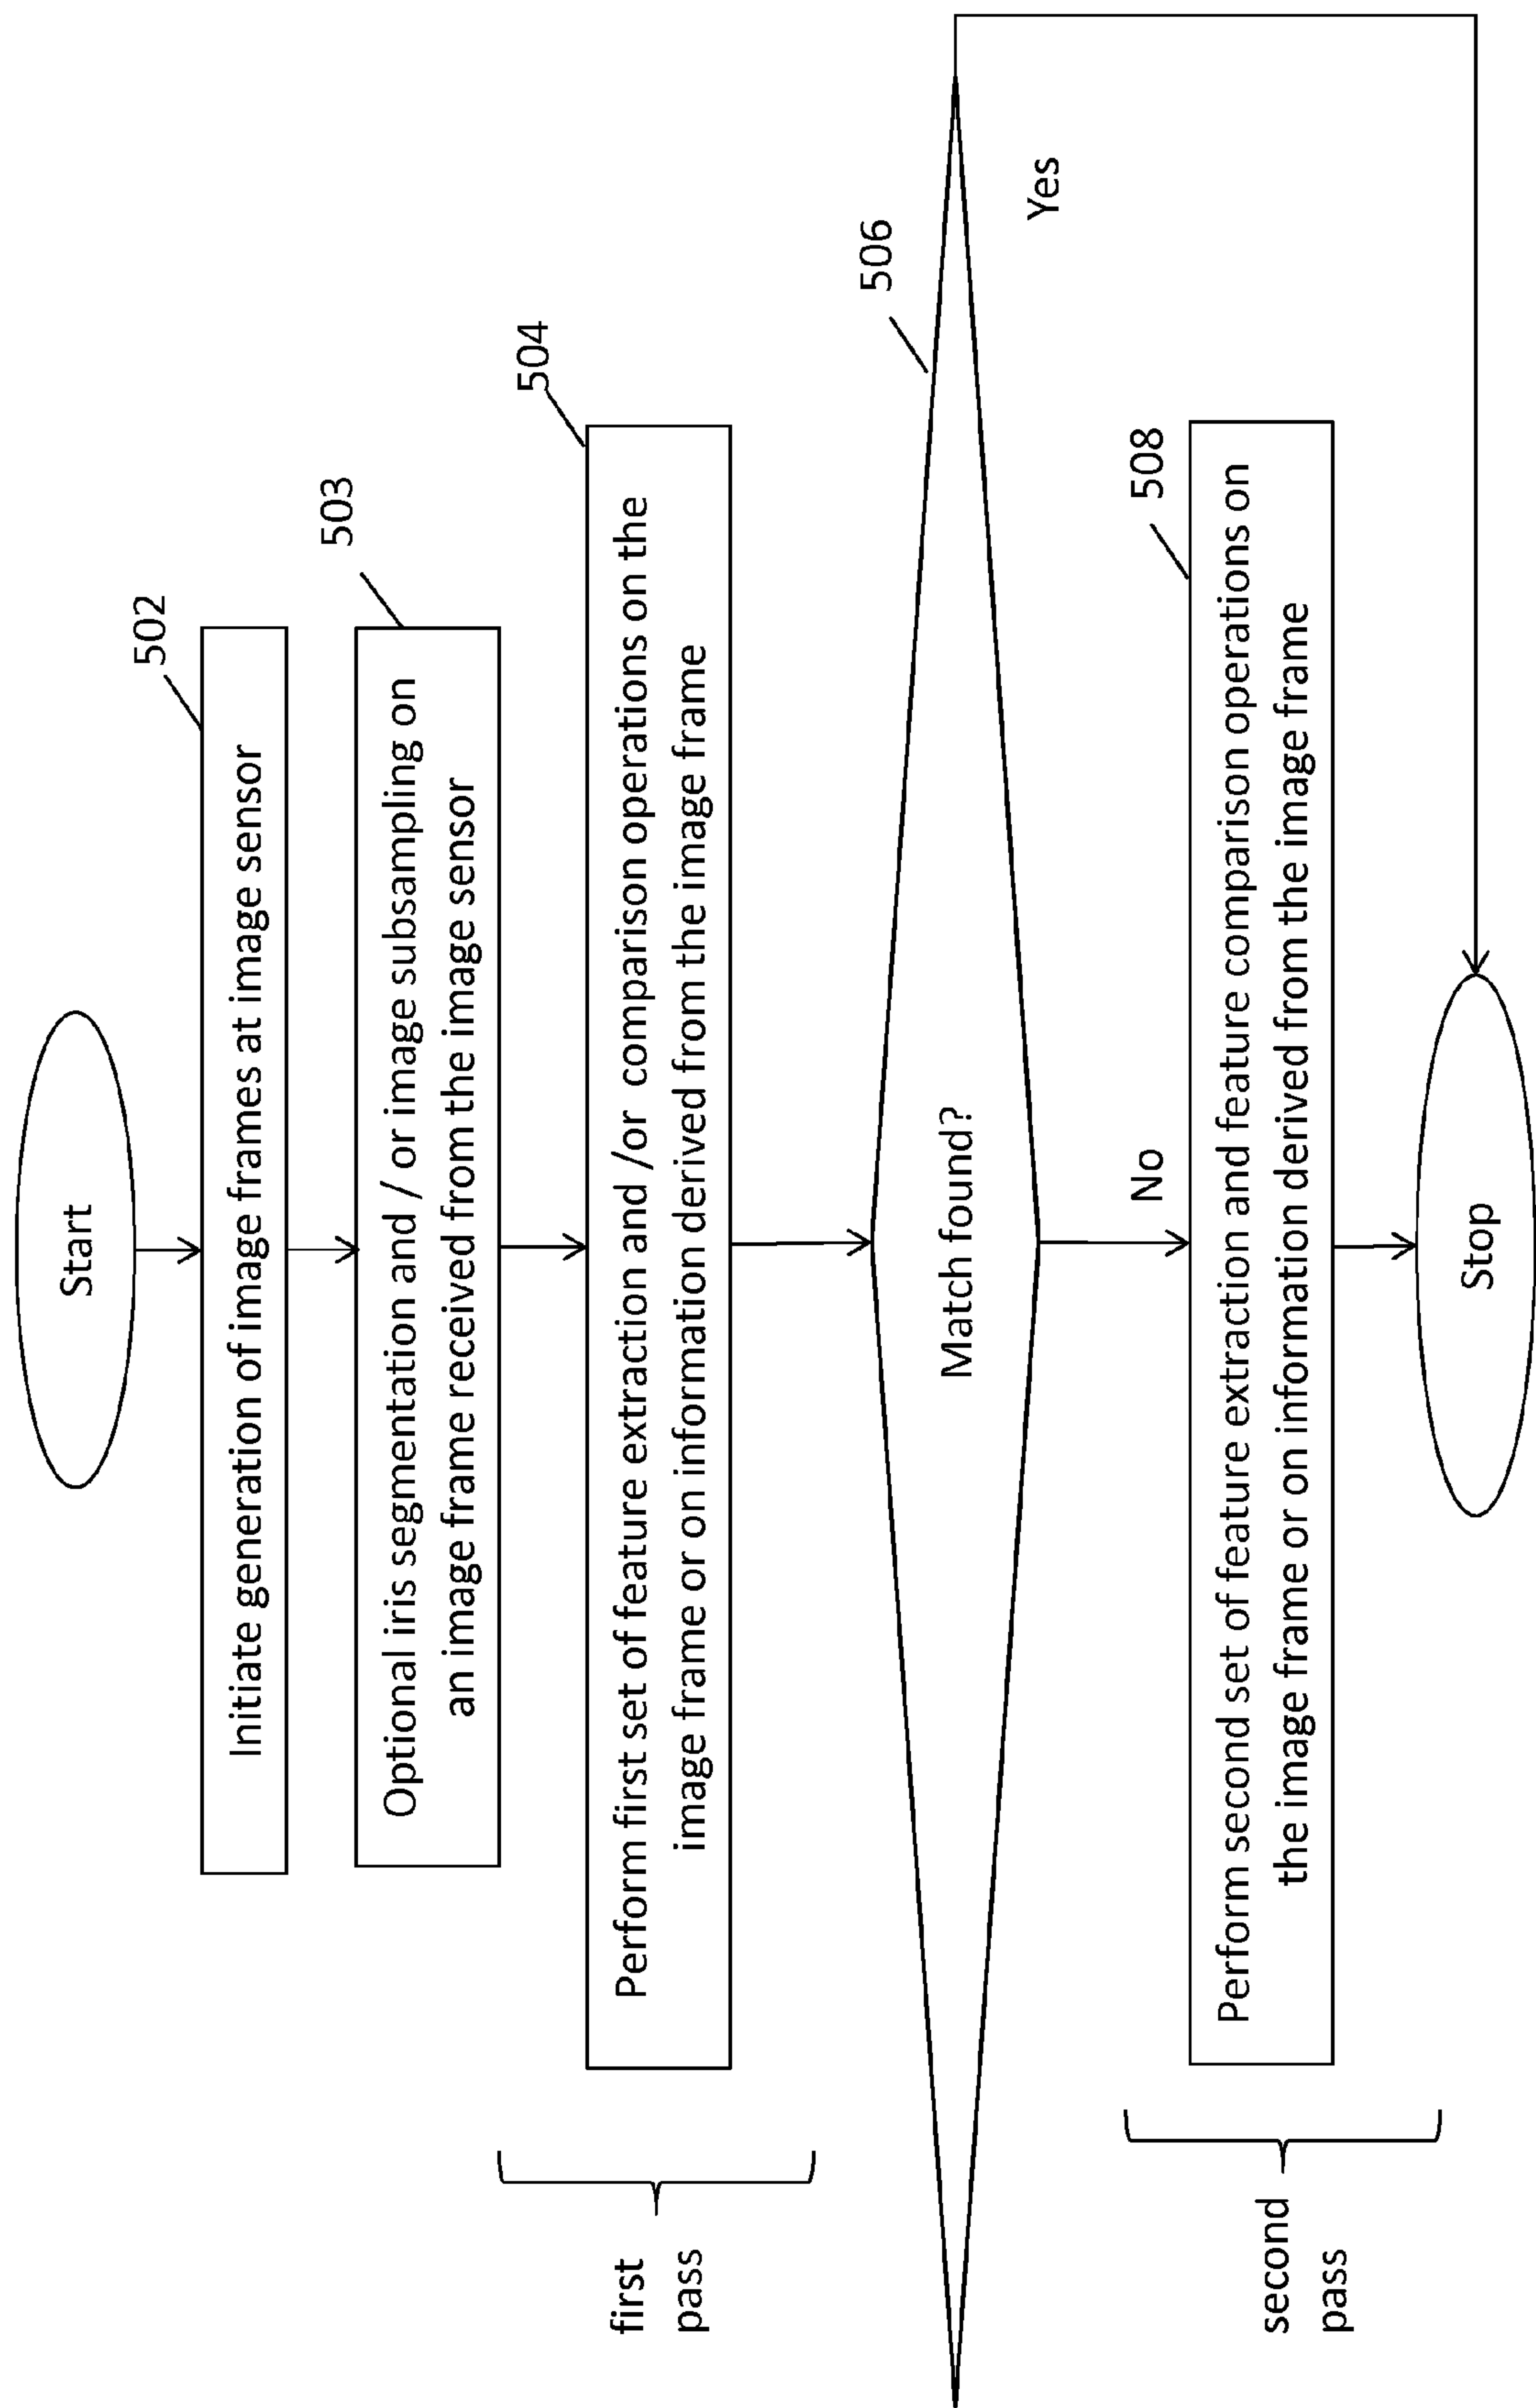 Start
502
Initiate generation of image frames at image sensor
503
Optional iris segmentation and / or image subsampling on
an image frame received from the image sensor
504
first
pass
Perform first set of feature extraction and /or comparison operations on the
image frame or on information derived from the image frame
506
Match found?
Yes
No
508
second
pass
Perform second set of feature extraction and feature comparison operations on
the image frame or on information derived from the image frame
Stop